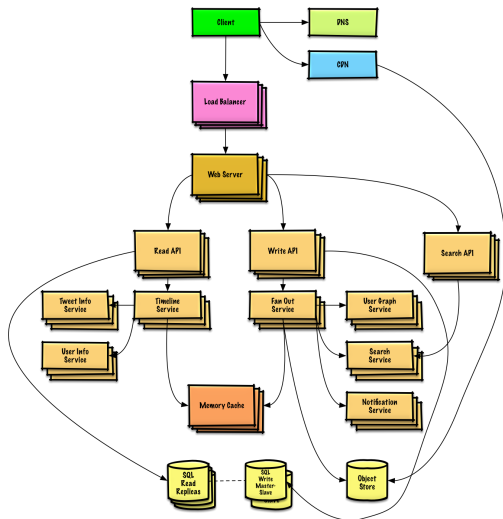 Client
DNS
CDN
Load Balancer
Web Server
Read API
Write API
Search API
Tweet Info
Service
Timeline
Service
Fan Out
Service
User Graph
Service
User Info
Service
Search
Service
Memory Cache
Notification
Service
SQL
Read
Replicas
SQL
Write
Master-
Slave
Object
Store